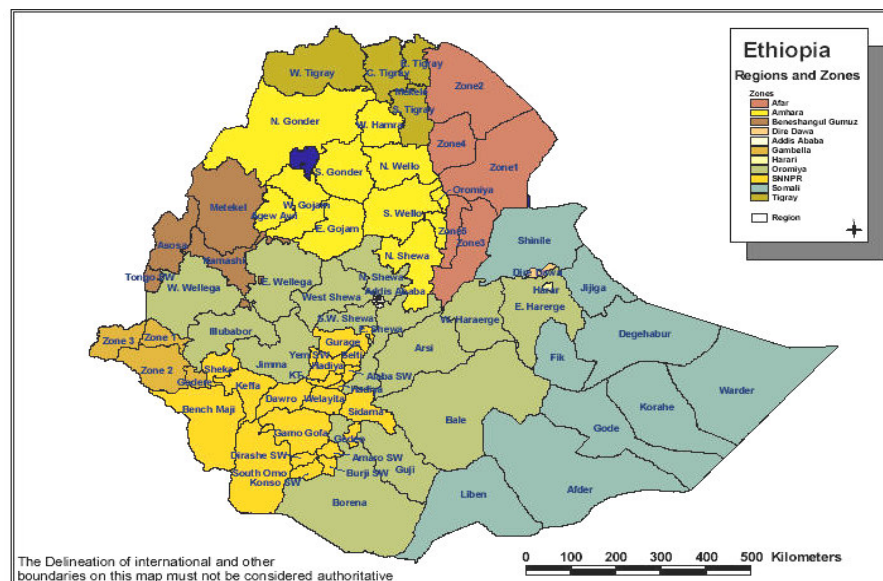 Ethiopia
Regions and Zones
Zones
Afar
Amhara
Beneshangul Gumuz
Dire Dawa
Addis Ababa
Gambella
Harari
Oromiya
SNNPR
Somali
Tigray
Region
W. Tigray
C. Tigray
E. Tigray
Mekele
S. Tigray
Zone2
N. Gonder
W. Hamra
Zone4
Zone1
S. Gonder
N. Wello
Oromiya
Metekel
Agew Awi
W. Gojam
E. Gojam
S. Wello
Zone3
Shinile
Asosa
Kamashi
N. Shewa
Dire Dawa
Tongo SW
W. Wellega
E. Wellega
N. Shewa
Addis Ababa
West Shewa
Harar
Jijiga
S.W. Shewa
E. Shewa
W. Haraerge
E. Harerge
Degehabur
Zone 3
Zone 1
Illubabor
Gurage
Arsi
Fik
Zone 2
Sheka
Jimma
Yem SW
Hadiya
KT
Alaba SW
Keffa
Warder
Bench Maji
Dawro
Welayita
Sidama
Bale
Gode
Korahe
Gamo Gofa
Dirashe SW
Amaro SW
Guji
South Omo
Burji SW
Konso SW
Borena
Liben
Afder
The Delineation of international and other
boundaries on this map must not be considered authoritative
0 100 200 300 400 500 Kilometers